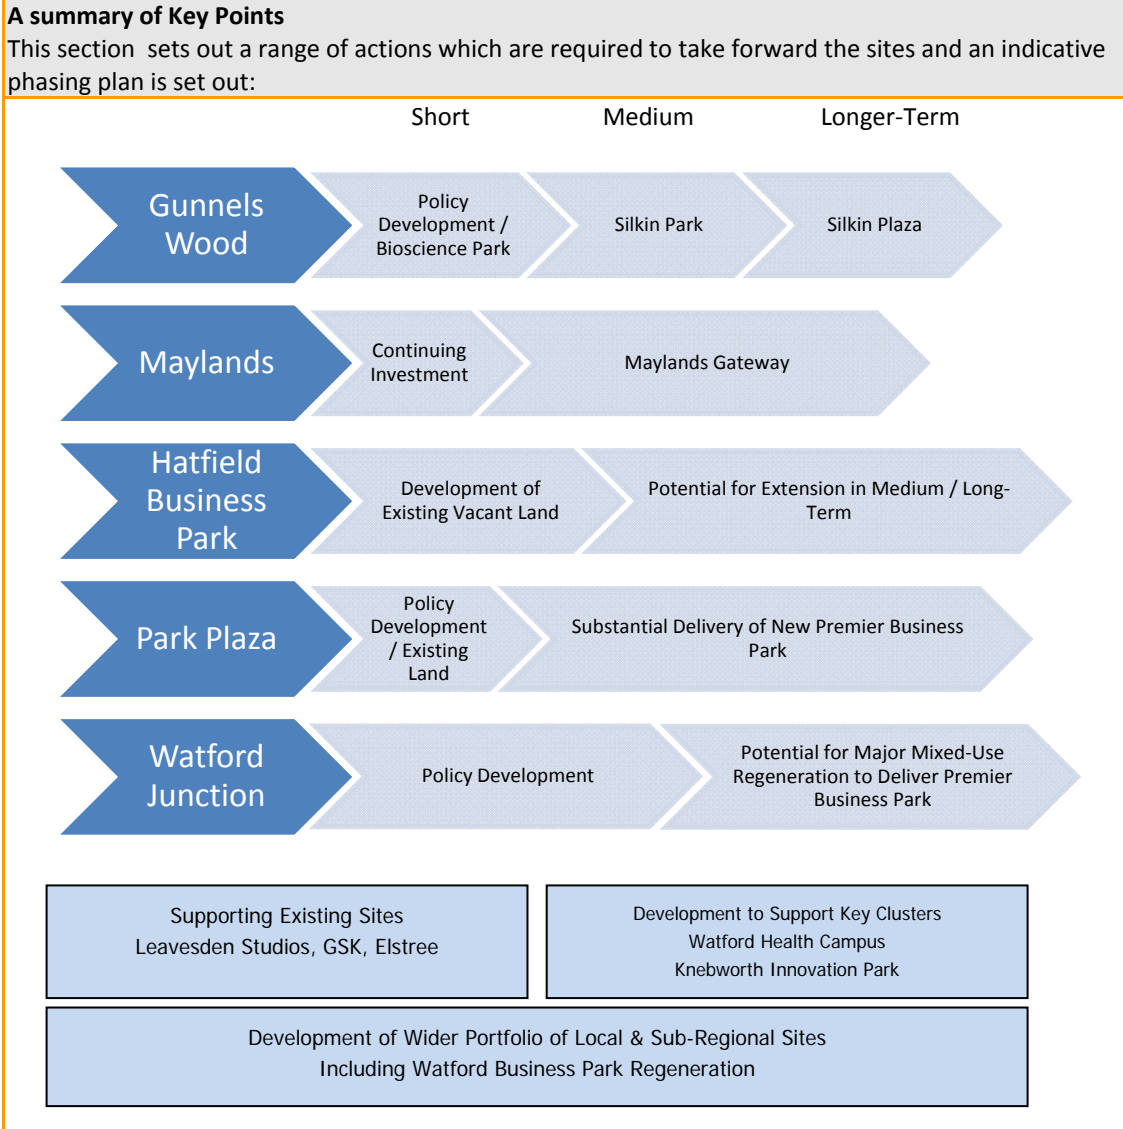 A summary of Key Points
This section sets out a range of actions which are required to take forward the sites and an indicative
phasing plan is set out:
Short Medium Longer-Term
Gunnels
Wood
Policy
Development /
Bioscience Park
Silkin Park
Silkin Plaza
Maylands
Continuing
Investment
Maylands Gateway
Hatfield
Business
Park
Development of
Existing Vacant Land
Potential for Extension in Medium / Long-
Term
Park Plaza
Policy
Development
/ Existing
Land
Substantial Delivery of New Premier Business
Park
Watford
Junction
Policy Development
Potential for Major Mixed-Use
Regeneration to Deliver Premier
Business Park
Supporting Existing Sites
Leavesden Studios, GSK, Elstree
Development to Support Key Clusters
Watford Health Campus
Knebworth Innovation Park
Development of Wider Portfolio of Local & Sub-Regional Sites
Including Watford Business Park Regeneration